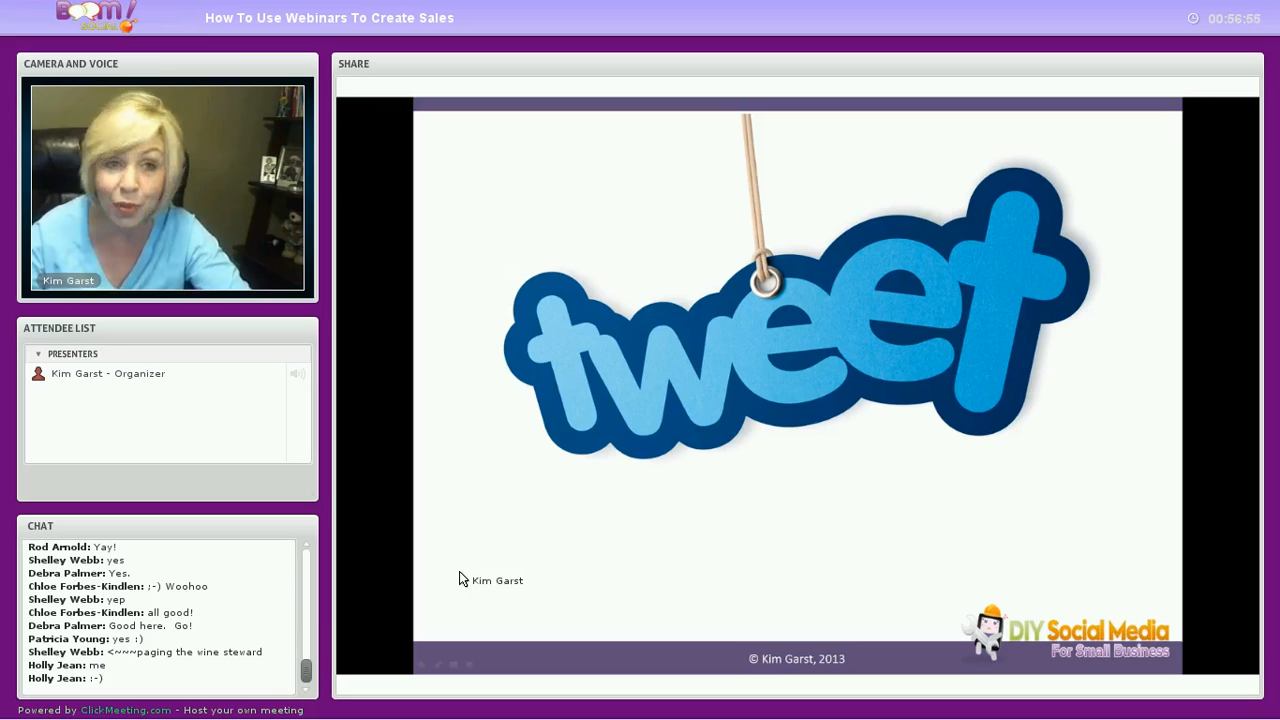 BOOM!
SOCIAL
How To Use Webinars To Create Sales
00:56:55
CAMERA AND VOICE
Kim Garst
ATTENDEE LIST
PRESENTERS
Kim Garst - Organizer
CHAT
Rod Arnold: Yay!
Shelley Webb: yes
Debra Palmer: Yes.
Chloe Forbes-Kindlen: ;-) Woohoo
Shelley Webb: yep
Chloe Forbes-Kindlen: all good!
Debra Palmer: Good here.  Go!
Patricia Young: yes :)
Shelley Webb: <~~~paging the wine steward
Holly Jean: me
Holly Jean: :-)
Powered by ClickMeeting.com - Host your own meeting
SHARE
tweet
Kim Garst
DIY Social Media
For Small Business
© Kim Garst, 2013